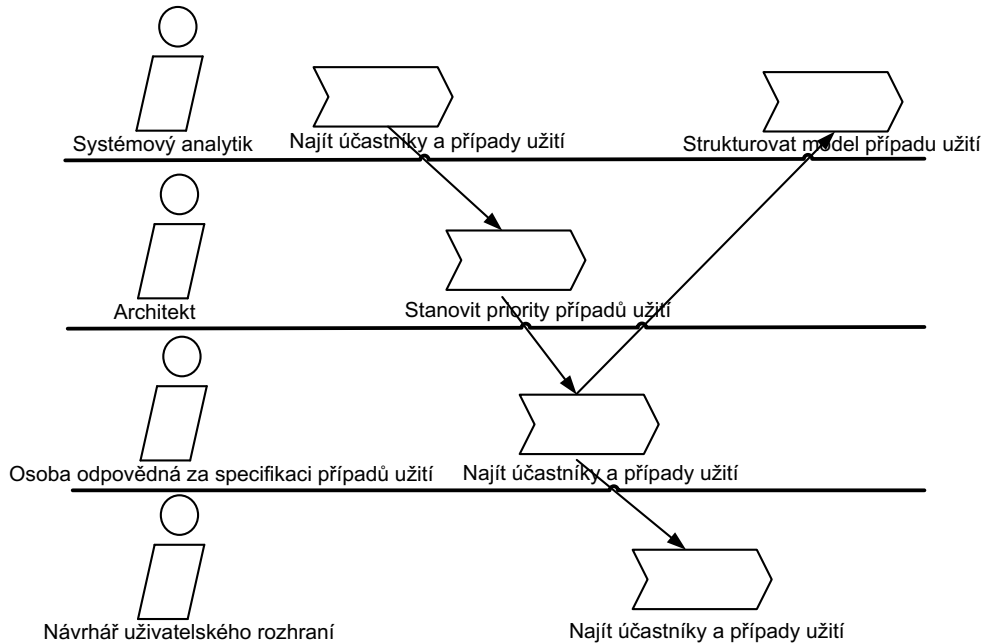 Systémový analytik
Najít účastníky a případy užití
Strukturovat model případu užití
Architekt
Stanovit priority případů užití
Osoba odpovědná za specifikaci případů užití
Najít účastníky a případy užití
Návrhář uživatelského rozhraní
Najít účastníky a případy užití